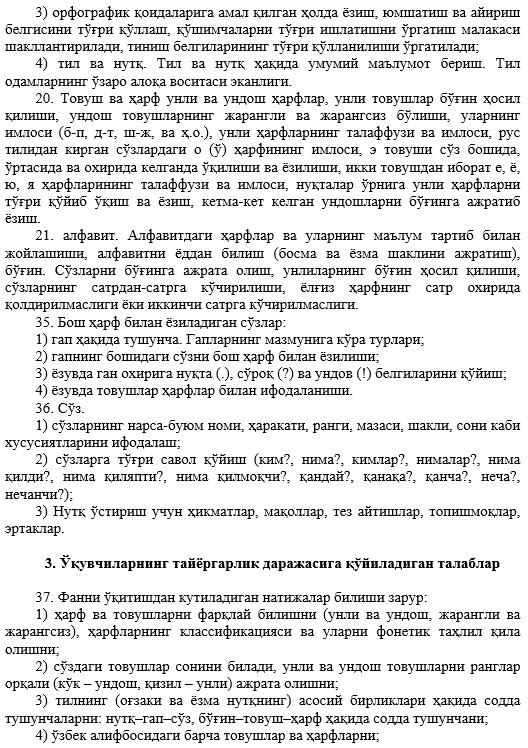 3) орфографик қоидаларига амал қилган ҳолда ёзиш, юмшатиш ва айириш
белгисини тўғри қўллаш, қўшимчаларни тўғри ишлатишни ўргатиш малакаси
шакллантирилади, тиниш белгиларининг тўғри қўлланилиши ўргатилади;
4) тил ва нутқ. Тил ва нутқ ҳақида умумий маълумот бериш. Тил
одамларнинг ўзаро алоқа воситаси эканлиги.
20. Товуш ва ҳарф унли ва ундош ҳарфлар, унли товушлар бўғин ҳосил
қилиши, ундош товушларнинг жарангли ва жарангсиз бўлиши, уларнинг
имлоси (б-п, д-т, ш-ж, ва ҳ.о.), унли ҳарфларнинг талаффузи ва имлоси, рус
тилидан кирган сўзлардаги о (ў) ҳарфининг имлоси, э товуши сўз бошида,
ўртасида ва охирида келганда ўқилиши ва ёзилиши, икки товушдан иборат е, ё,
ю, я ҳарфларининг талаффузи ва имлоси, нуқталар ўрнига унли ҳарфларни
тўғри қўйиб ўқиш ва ёзиш, кетма-кет келган ундошларни бўғинга ажратиб
ёзиш.
21. алфавит. Алфавитдаги ҳарфлар ва уларнинг маълум тартиб билан
жойлашиши, алфавитни ёддан билиш (босма ва ёзма шаклини ажратиш),
бўғин. Сўзларни бўғинга ажрата олиш, унлиларнинг бўғин ҳосил қилиши,
сўзларнинг сатрдан-сатрга кўчирилиши, ёлғиз ҳарфнинг сатр охирида
қолдирилмаслиги ёки иккинчи сатрга кўчирилмаслиги.
35. Бош ҳарф билан ёзиладиган сўзлар:
1) гап ҳақида тушунча. Гапларнинг мазмунига кўра турлари;
2) гапнинг бошидаги сўзни бош ҳарф билан ёзилиши;
3) ёзувда ган охирига нуқта (.), сўроқ (?) ва ундов (!) белгиларини қўйиш;
4) ёзувда товушлар ҳарфлар билан ифодаланиши.
36. Сўз.
1) сўзларнинг нарса-буюм номи, ҳаракати, ранги, мазаси, шакли, сони каби
хусусиятларини ифодалаш;
2) сўзларга тўғри савол қўйиш (ким?, нима?, кимлар?, нималар?, нима
қилди?, нима қиляпти?, нима қилмоқчи?, қандай?, қанақа?, қанча?, неча?,
нечанчи?);
3) Нутқ ўстириш учун ҳикматлар, мақоллар, тез айтишлар, топишмоқлар,
эртаклар.
3. Ўқувчиларнинг тайёргарлик даражасига қўйиладиган талаблар
37. Фанни ўқитишдан кутиладиган натижалар билиши зарур:
1) ҳарф ва товушларни фарқлай билишни (унли ва ундош, жарангли ва
жарангсиз), ҳарфларнинг классификацияси ва уларни фонетик таҳлил қила
олишни;
2) сўздаги товушлар сонини билади, унли ва ундош товушларни ранглар
орқали (кўк – ундош, қизил – унли) ажрата олишни;
3) тилнинг (оғзаки ва ёзма нутқнинг) асосий бирликлари ҳақида содда
тушунчаларни: нутқ–гап–сўз, бўғин–товуш–ҳарф ҳақида содда тушунчани;
4) ўзбек алифбосидаги барча товушлар ва ҳарфларни;